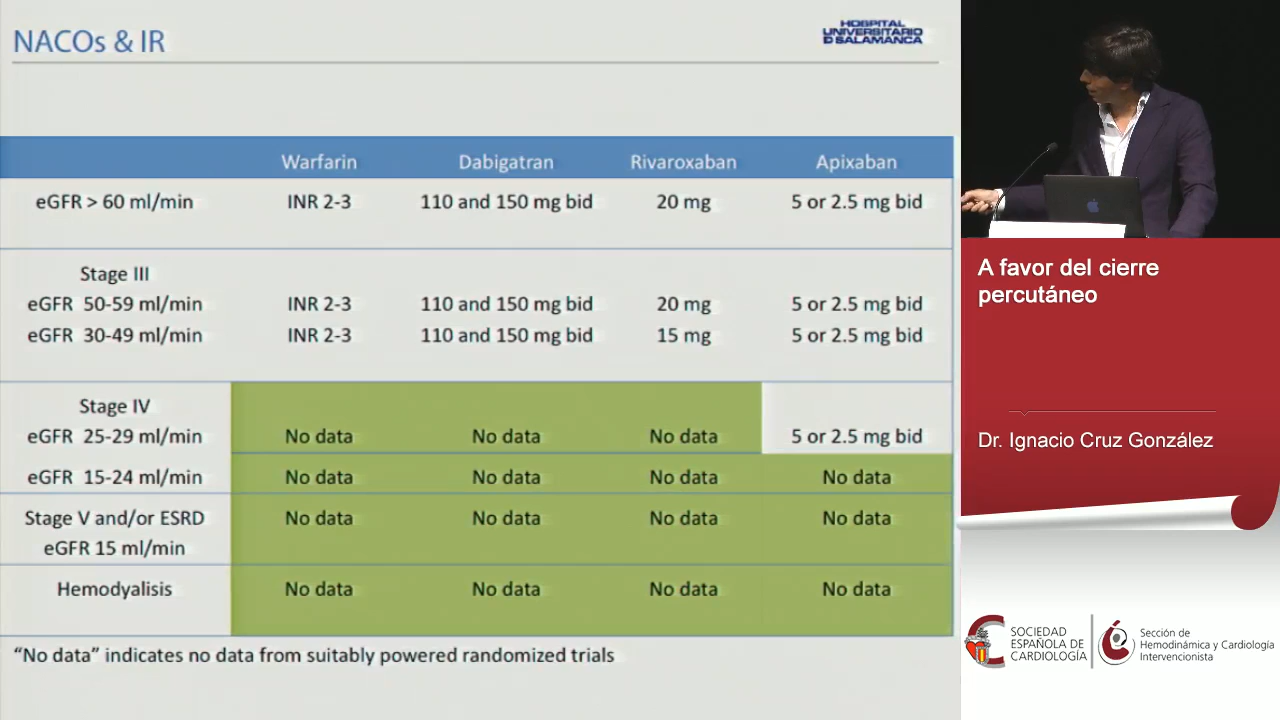 NACOs & IR
HOSPITAL
UNIVERSITARIO
D SALAMANCA
Warfarin Dabigatran Rivaroxaban Apixaban
eGFR > 60 ml/min INR 2-3 110 and 150 mg bid 20 mg 5 or 2.5 mg bid
Stage III
eGFR 50-59 ml/min INR 2-3 110 and 150 mg bid 20 mg 5 or 2.5 mg bid
eGFR 30-49 ml/min INR 2-3 110 and 150 mg bid 15 mg 5 or 2.5 mg bid
Stage IV
eGFR 25-29 ml/min No data No data No data 5 or 2.5 mg bid
eGFR 15-24 ml/min No data No data No data No data
Stage V and/or ESRD No data No data No data No data
eGFR 15 ml/min
Hemodyalisis No data No data No data No data
“No data” indicates no data from suitably powered randomized trials
A favor del cierre
percutáneo
Dr. Ignacio Cruz González
SOCIEDAD
ESPAÑOLA DE
CARDIOLOGÍA
Sección de
Hemodinámica y Cardiología
Intervencionista